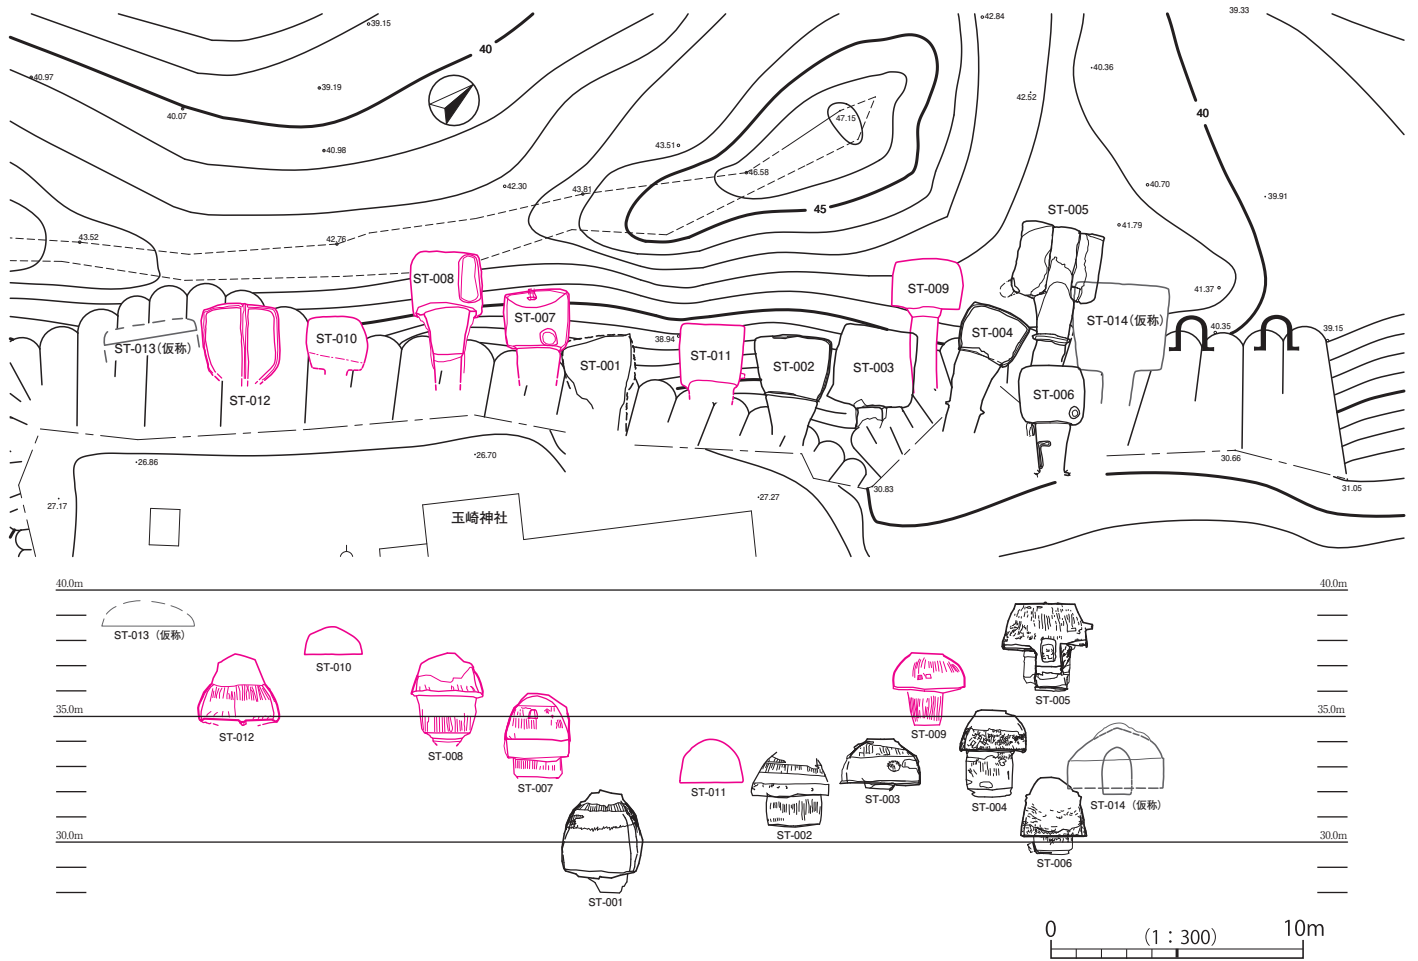 39.15
40
42.84
39.33
40.97
39.19
40.07
40.36
42.52
47.15
40
40.98
43.51
46.58
42.30
43.81
40.70
39.91
45
ST-005
41.79
43.52
42.76
ST-008
ST-009
41.37
ST-007
ST-014(仮称)
40.35
39.15
ST-013(仮称)
ST-010
38.94
ST-004
ST-011
ST-001
ST-002
ST-003
ST-012
ST-006
26.86
26.70
30.66
27.17
27.27
30.83
31.05
玉崎神社
40.0m
40.0m
ST-013 (仮称)
ST-010
ST-005
35.0m
35.0m
ST-012
ST-008
ST-009
ST-007
ST-011
ST-003
ST-004
ST-014 (仮称)
ST-002
30.0m
30.0m
ST-006
ST-001
0
(1:300)
10m